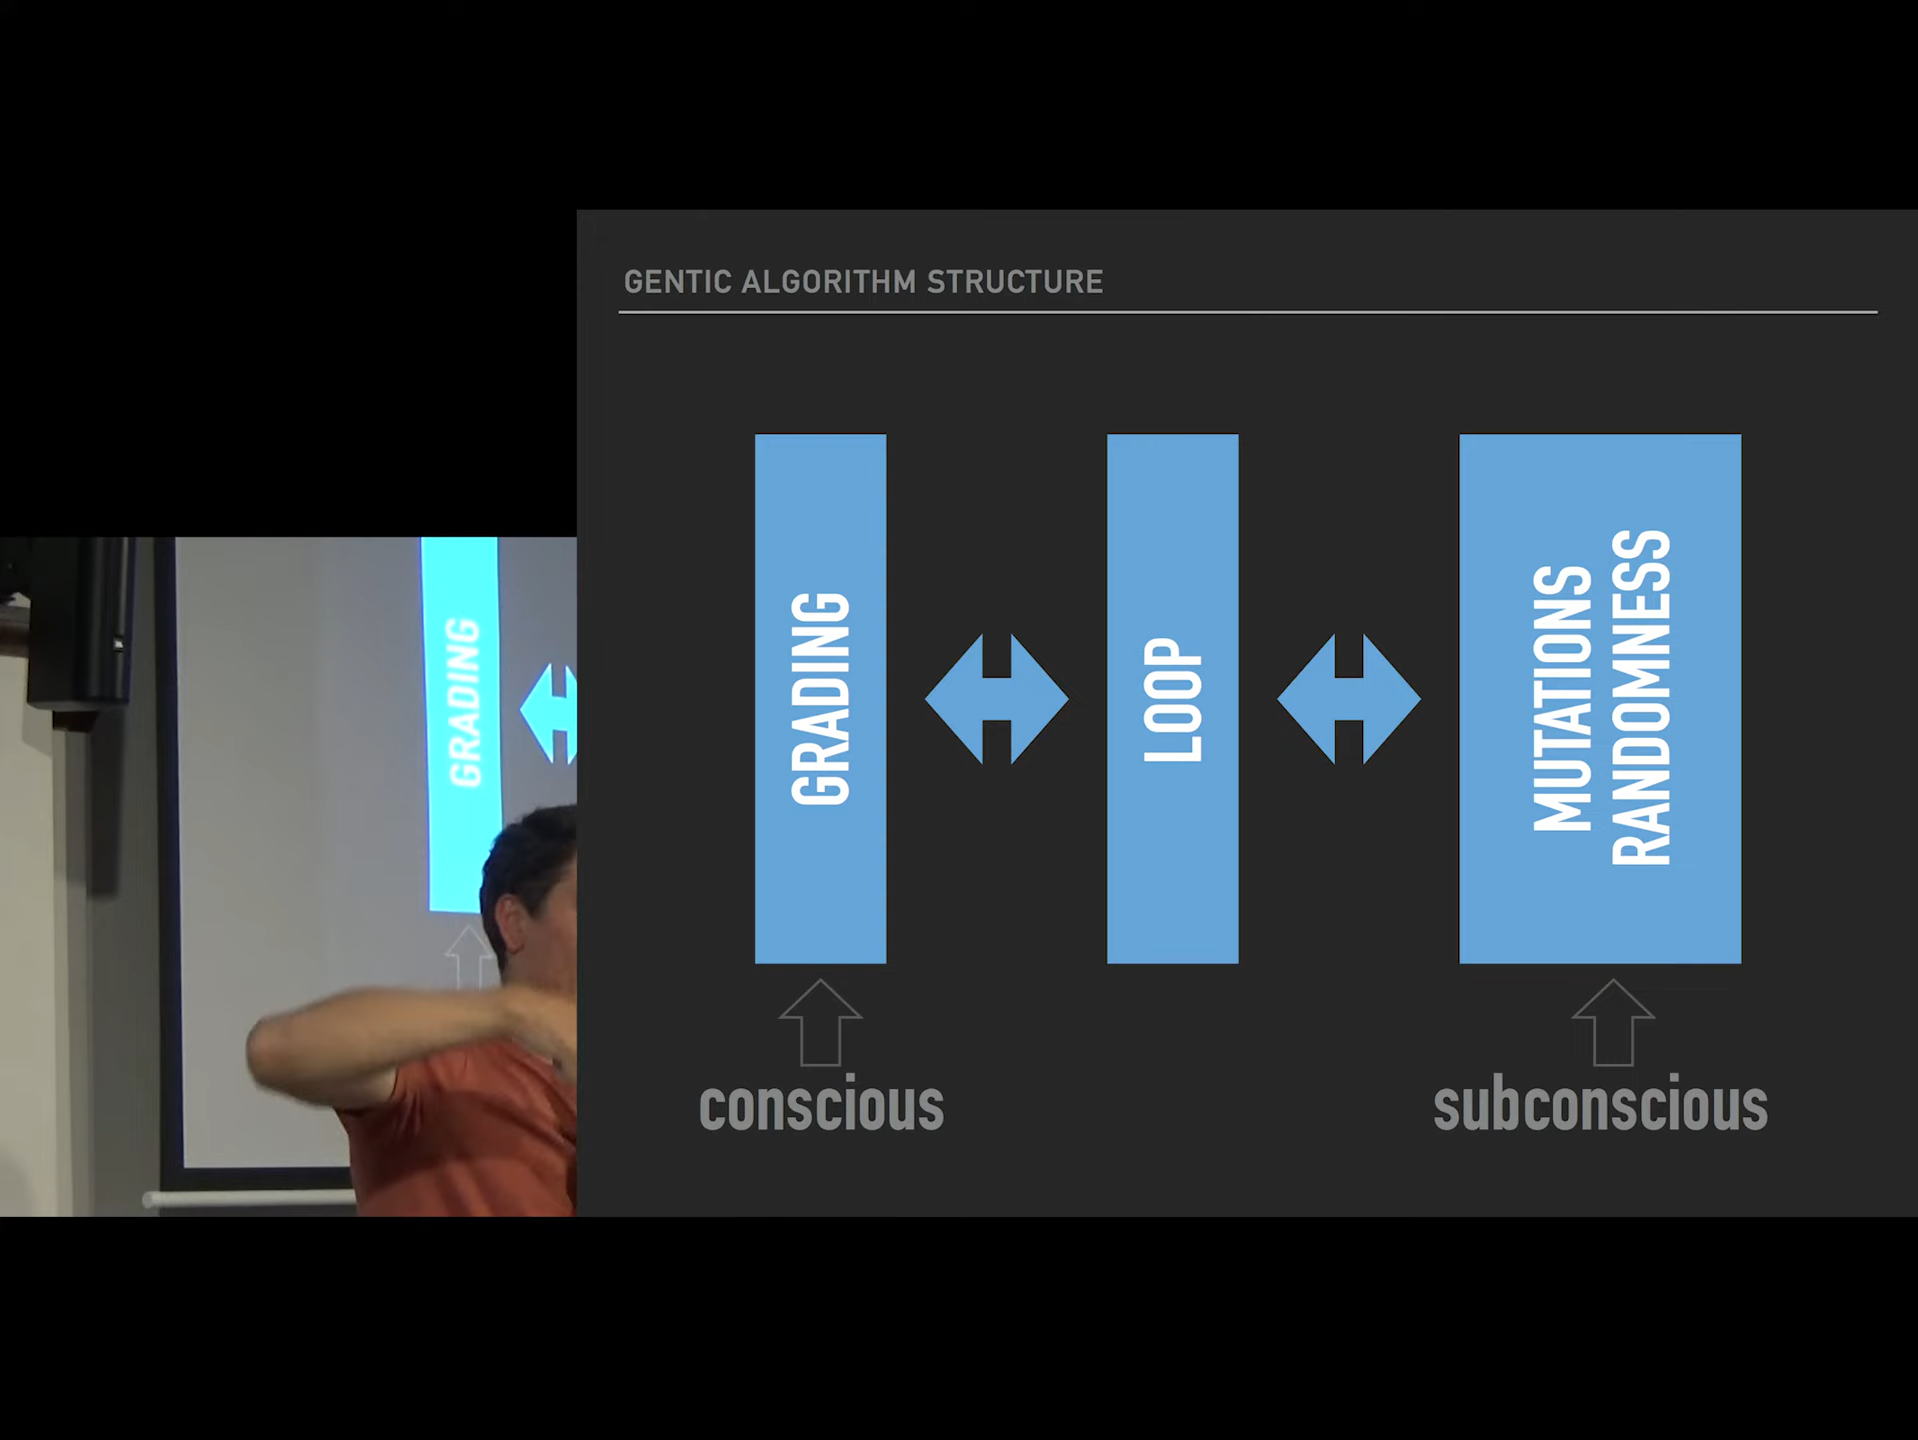 GENTIC ALGORITHM STRUCTURE
GRADING
LOOP
MUTATIONS
RANDOMNESS
conscious
subconscious
GRADING